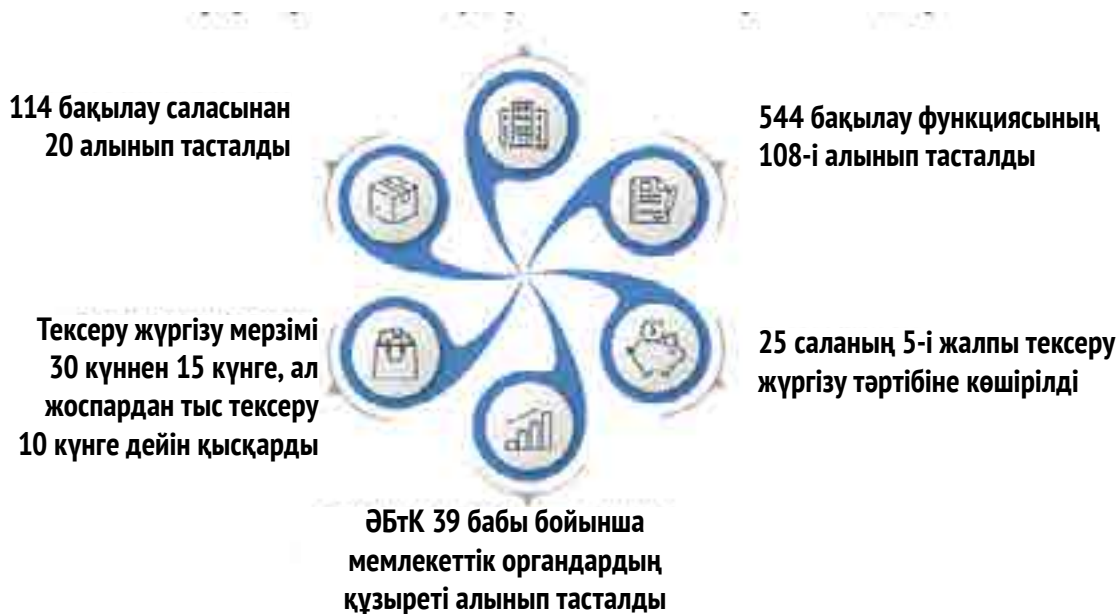 114 бақылау саласынан
20 алынып тасталды
544 бақылау функциясының
108-і алынып тасталды
Тексеру жүргізу мерзімі
30 күннен 15 күнге, ал
жоспардан тыс тексеру
10 күнге дейін қысқарды
25 саланың 5-і жалпы тексеру
жүргізу тәртібіне көшірілді
ӘБтК 39 бабы бойынша
мемлекеттік органдардың
құзыреті алынып тасталды